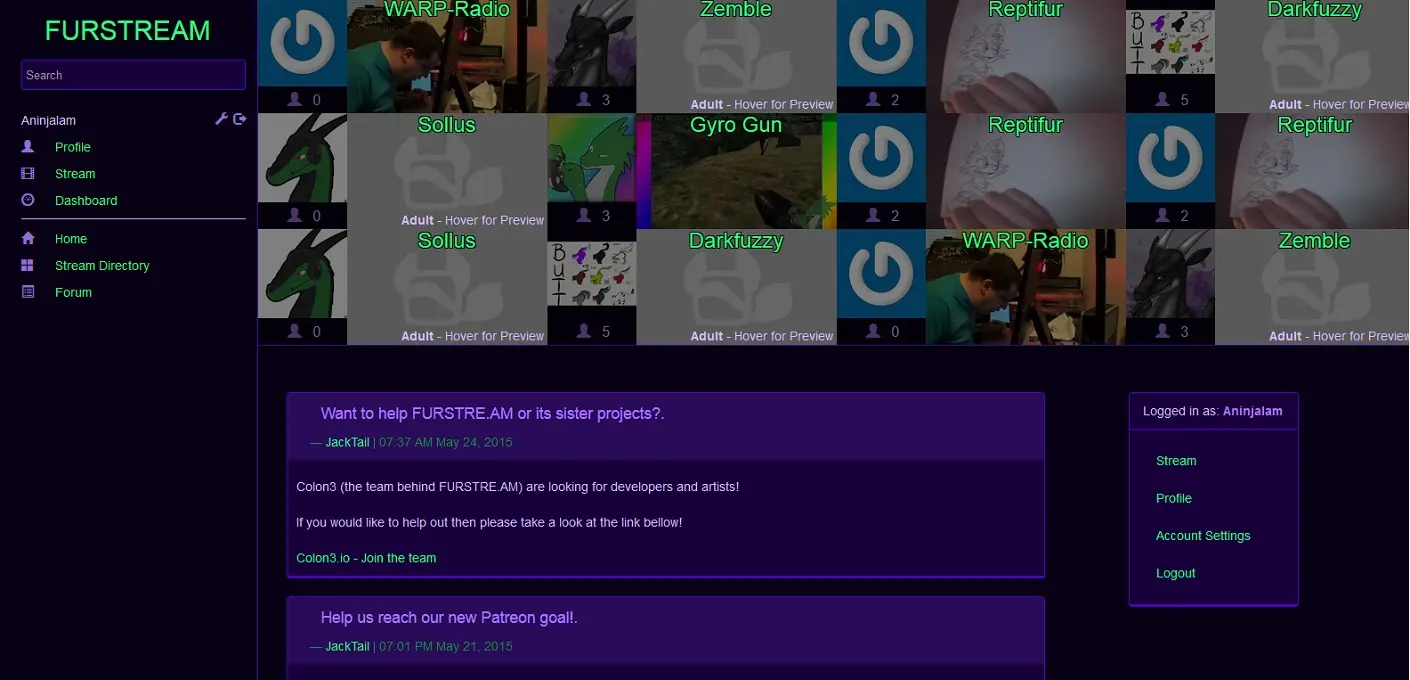 FURSTREAM
Search
Aninjalam
Profile
Stream
Dashboard
Home
Stream Directory
Forum
WARP-Radio
0
Zemble
3
Adult - Hover for Preview
Reptifur
2
Darkfuzzy
BUTT
5
Adult - Hover for Preview
Sollus
0
Adult - Hover for Preview
Gyro Gun
3
Reptifur
2
Reptifur
2
Sollus
0
Adult - Hover for Preview
Darkfuzzy
BUTT
5
Adult - Hover for Preview
WARP-Radio
0
Zemble
3
Adult - Hover for Preview
Want to help FURSTRE.AM or its sister projects?.
— JackTail | 07:37 AM May 24, 2015
Colon3 (the team behind FURSTRE.AM) are looking for developers and artists!
If you would like to help out then please take a look at the link bellow!
Colon3.io - Join the team
Help us reach our new Patreon goal!.
— JackTail | 07:01 PM May 21, 2015
Logged in as: Aninjalam
Stream
Profile
Account Settings
Logout